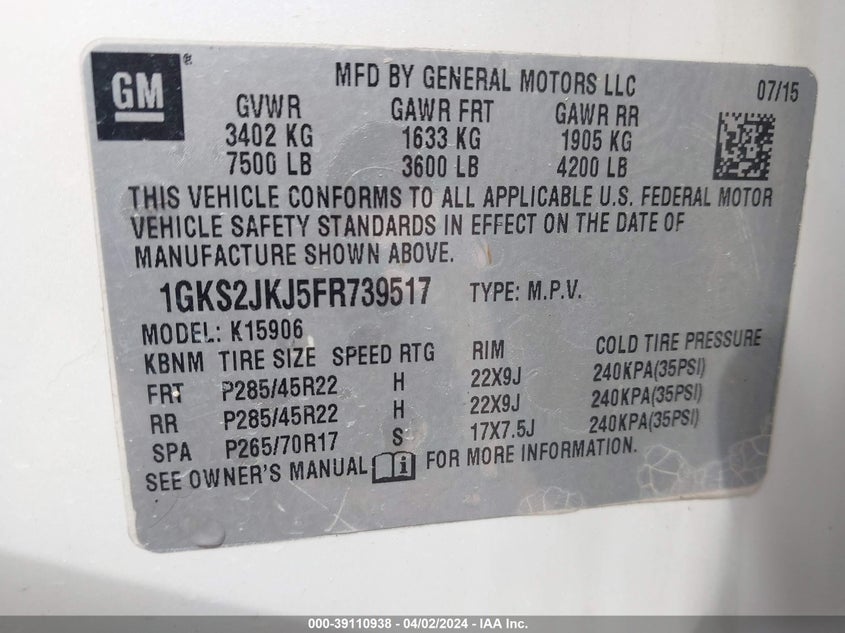 GM ®
MFD BY GENERAL MOTORS LLC 07/15
GVWR GAWR FRT GAWR RR
3402 KG 1633 KG 1905 KG
7500 LB 3600 LB 4200 LB
THIS VEHICLE CONFORMS TO ALL APPLICABLE U.S. FEDERAL MOTOR
VEHICLE SAFETY STANDARDS IN EFFECT ON THE DATE OF
MANUFACTURE SHOWN ABOVE.
1GKS2JKJ5FR739517 TYPE: M.P.V.
MODEL: K15906
KBNM TIRE SIZE SPEED RTG RIM COLD TIRE PRESSURE
FRT P285/45R22 H 22X9J 240KPA(35PSI)
RR P285/45R22 H 22X9J 240KPA(35PSI)
SPA P265/70R17 S 17X7.5J 240KPA(35PSI)
SEE OWNER'S MANUAL FOR MORE INFORMATION.
000-39110938 - 04/02/2024 - IAA Inc.